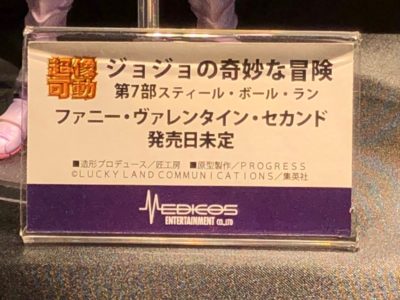 超像可動
ジョジョの奇妙な冒険
第7部スティール・ボール・ラン
ファニー・ヴァレンタイン・セカンド
発売日未定
■造形プロデュース/匠工房 ■原型製作/PROGRESS
©LUCKY LAND COMMUNICATIONS/集英社
MEDICOS
ENTERTAINMENT CO.,LTD